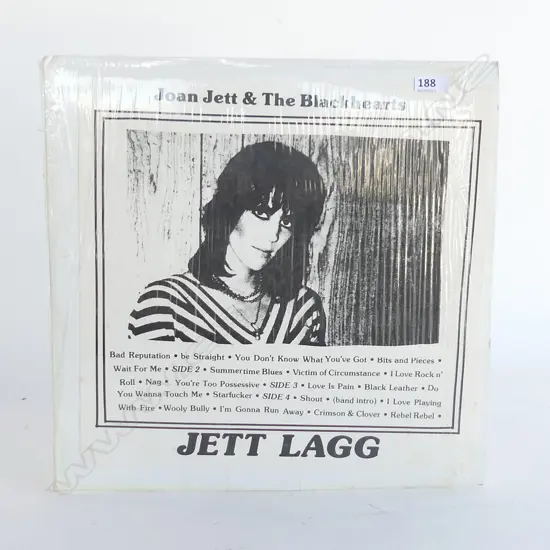 188
Joan Jett & The Blackhearts
Bad Reputation • be Straight • You Don't Know What You've Got • Bits and Pieces •
Wait For Me • SIDE 2 • Summertime Blues • Victim of Circumstance • I Love Rock n'
Roll • Nag • You're Too Possessive • SIDE 3 • Love Is Pain • Black Leather • Do
You Wanna Touch Me • Starfucker • SIDE 4 • Shout • (band intro) • I Love Playing
With Fire • Wooly Bully • I'm Gonna Run Away • Crimson & Clover • Rebel Rebel •
JETT LAGG